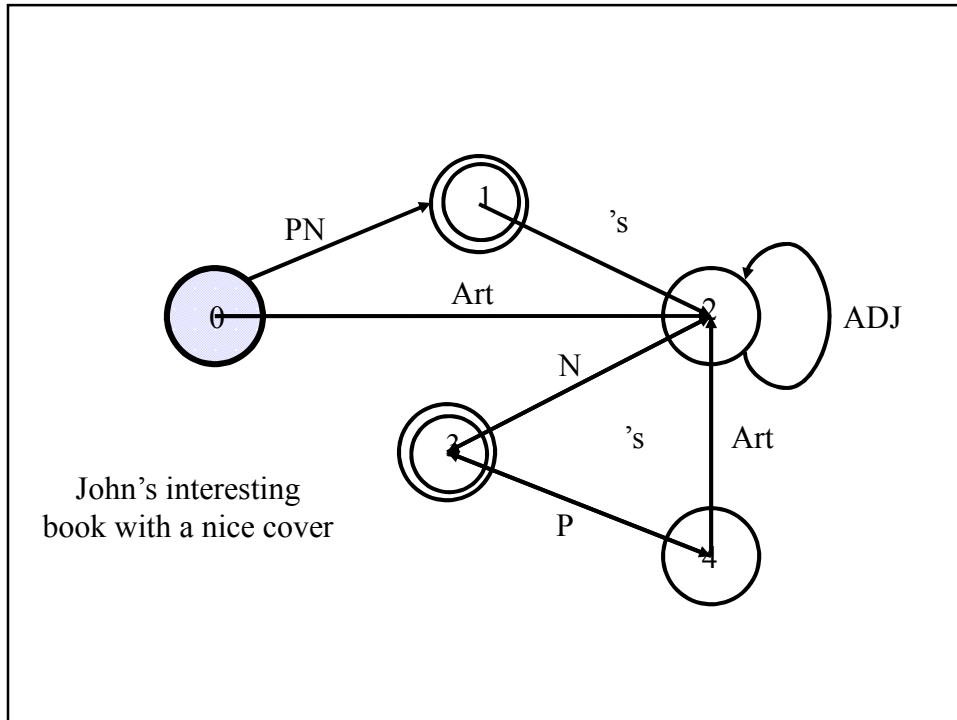 1
PN
’s
Art
0
2
ADJ
N
3
’s
Art
P
4
John’s interesting
book with a nice cover